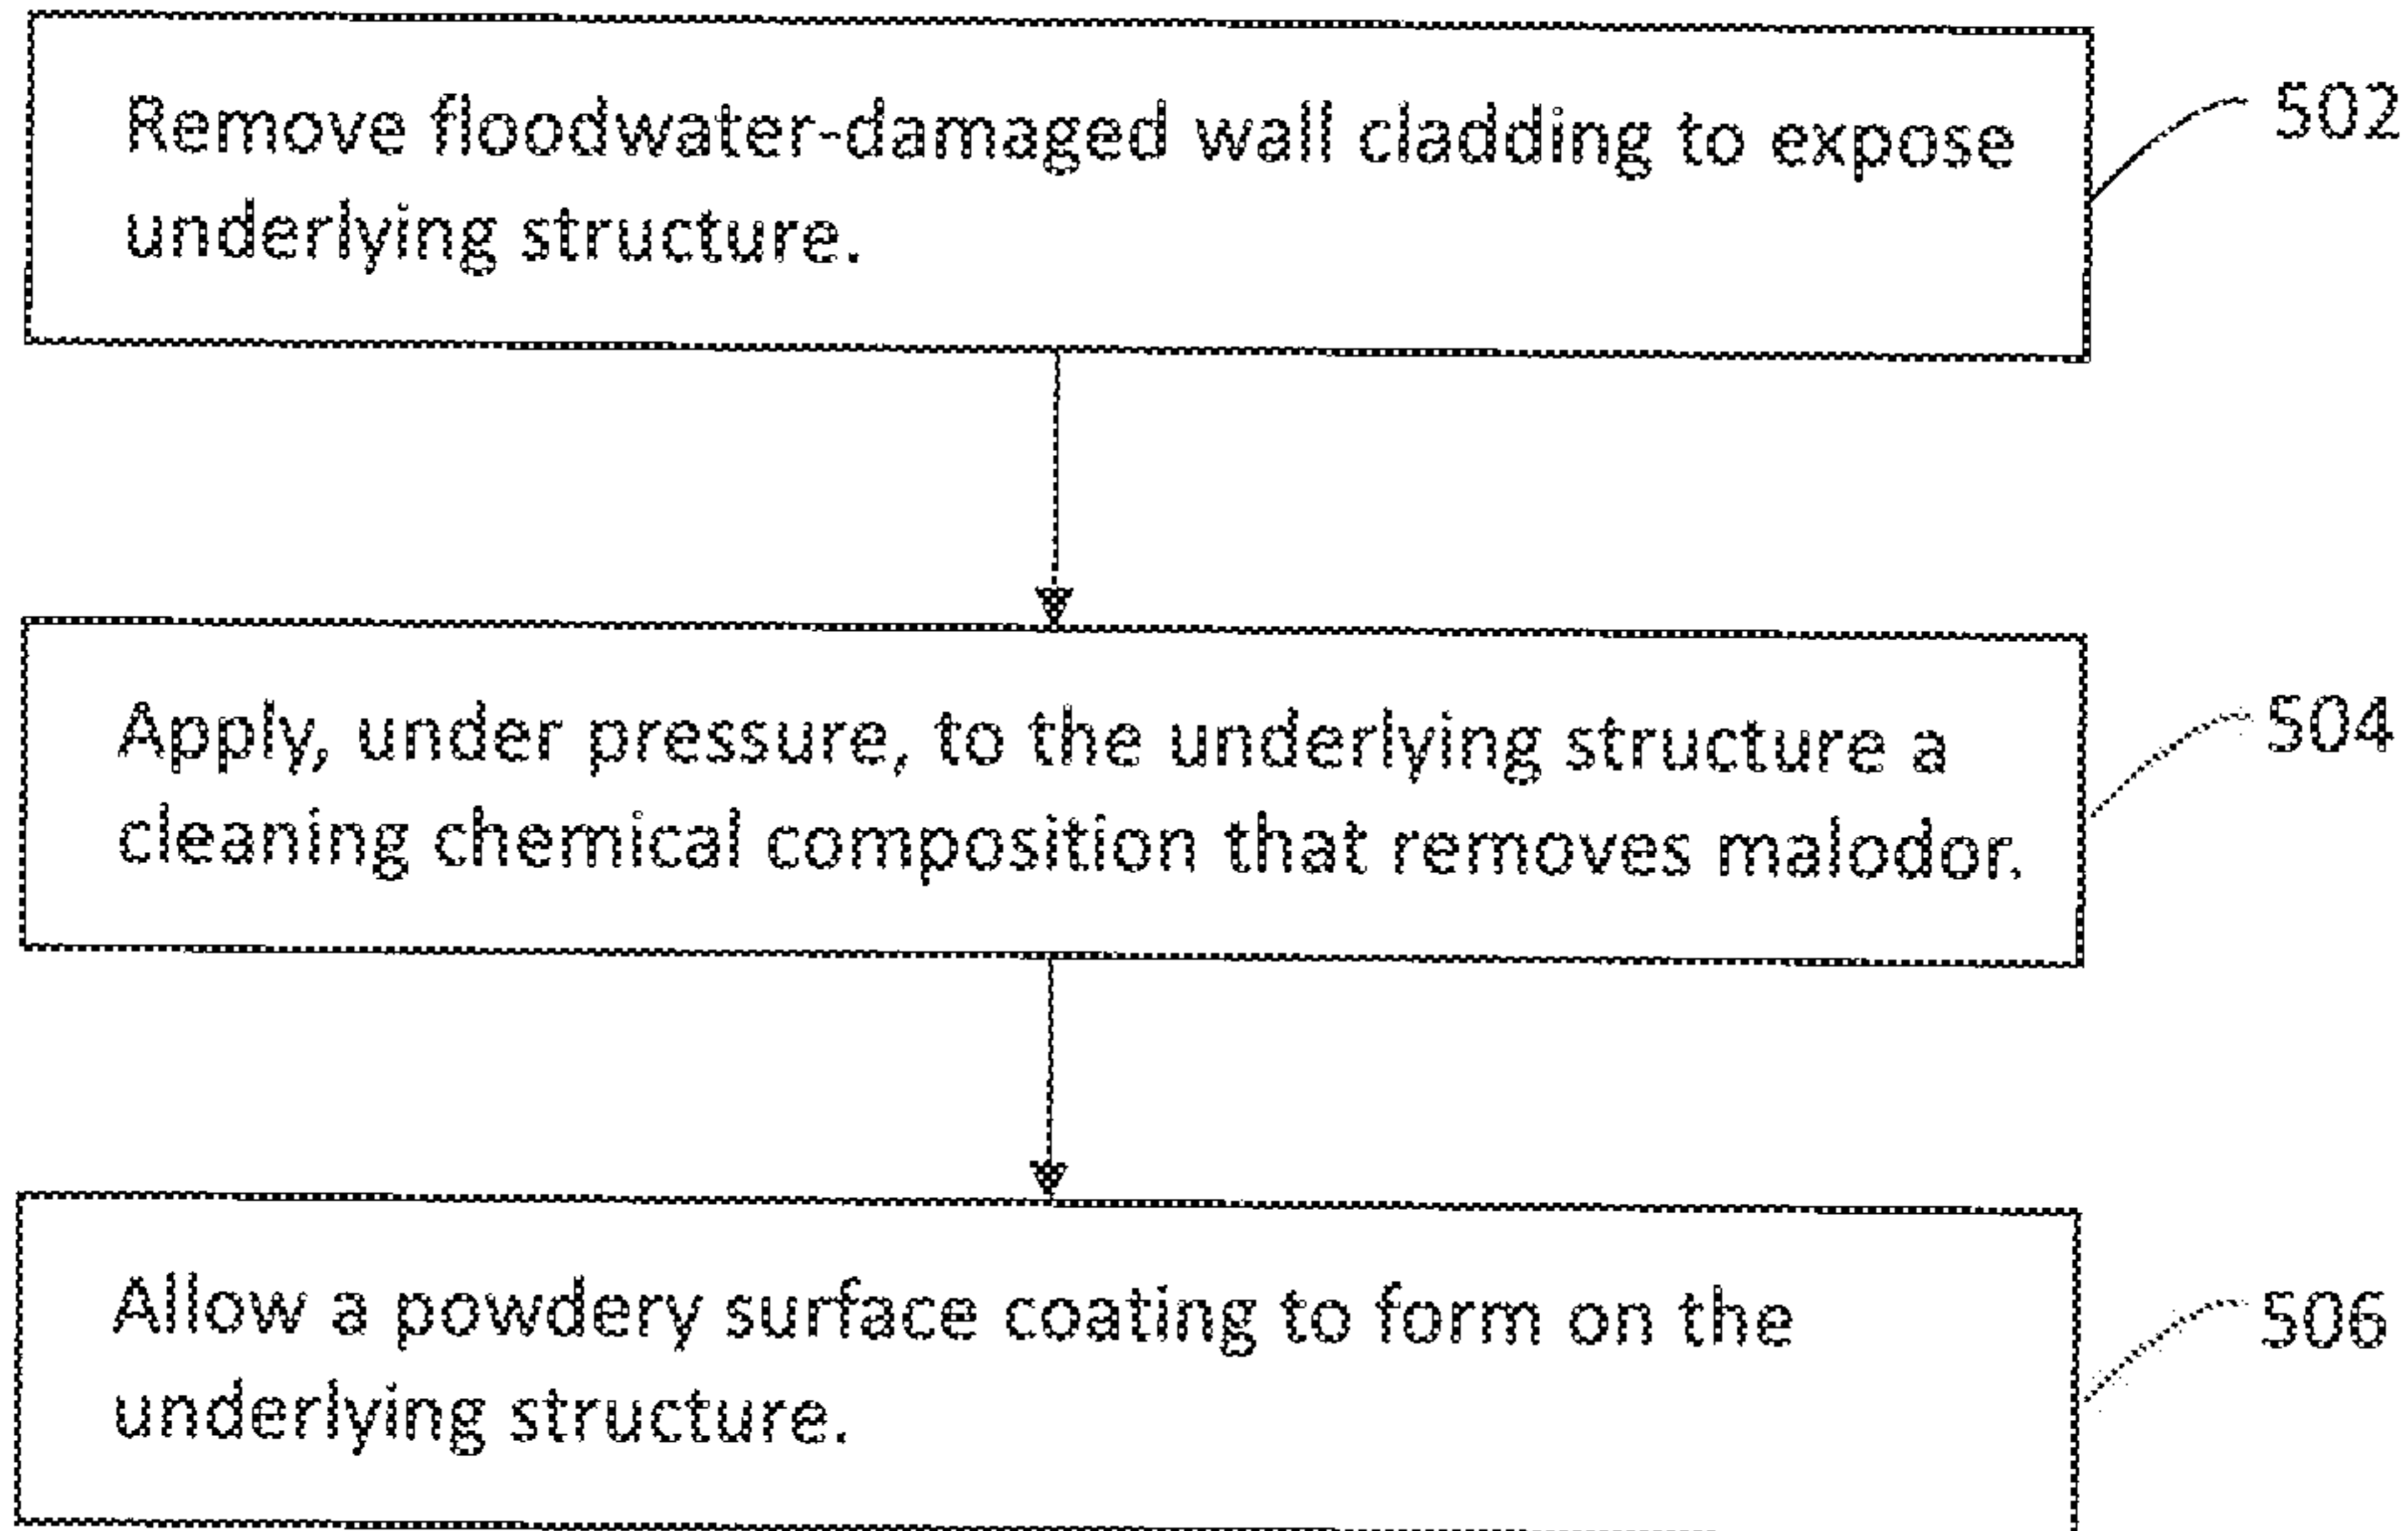 Remove floodwater-damaged wall cladding to expose
underlying structure.
502
Apply, under pressure, to the underlying structure a
cleaning chemical composition that removes malodor.
504
Allow a powdery surface coating to form on the
underlying structure.
506